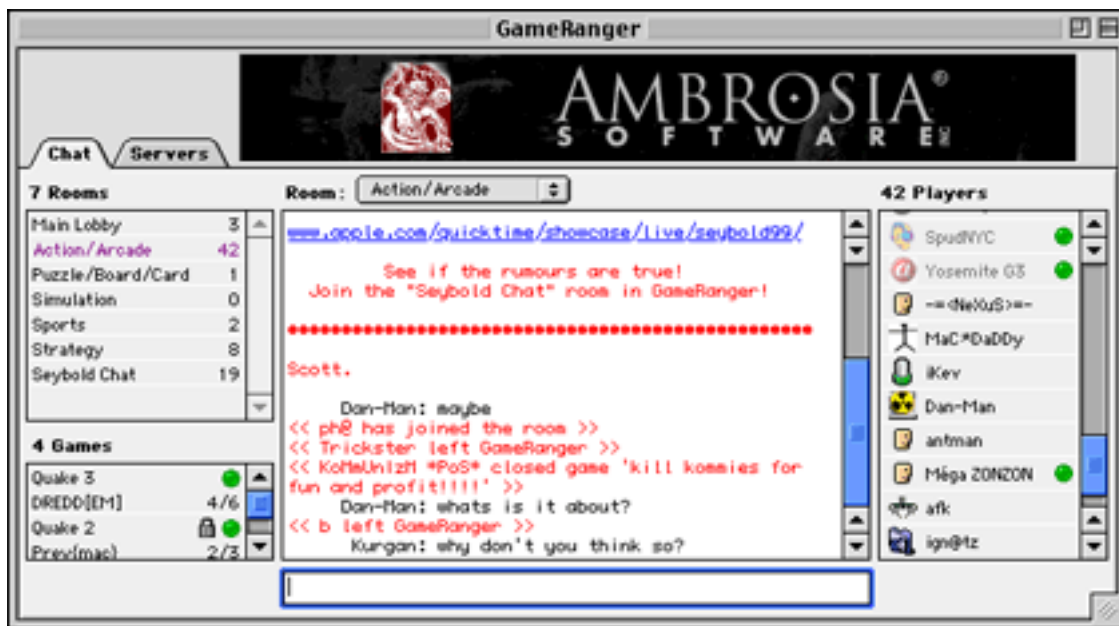 GameRanger
AMBROSIA®
SOFTWARE INC
Chat
Servers
7 Rooms
Main Lobby 3
Action/Arcade 42
Puzzle/Board/Card 1
Simulation 0
Sports 2
Strategy 8
Seybold Chat 19
4 Games
Quake 3
DREDD[EM] 4/6
Quake 2
Prev(mac) 2/3
Room: Action/Arcade
www.apple.com/quicktime/showcase/live/seybold99/
See if the rumours are true!
Join the "Seybold Chat" room in GameRanger!
Scott.
Dan-Man: maybe
<< ph@ has joined the room >>
<< Trickster left GameRanger >>
<< KoMmUnIzM *PoS* closed game 'kill kommies for
fun and profit!!!!' >>
Dan-Man: whats is it about?
<< b left GameRanger >>
Kurgan: why don't you think so?
42 Players
SpudNYC
Yosemite G3
-=<NeXuS>=-
MaC*DaDDy
iKev
Dan-Man
antman
Méga ZONZON
afk
ign@tz